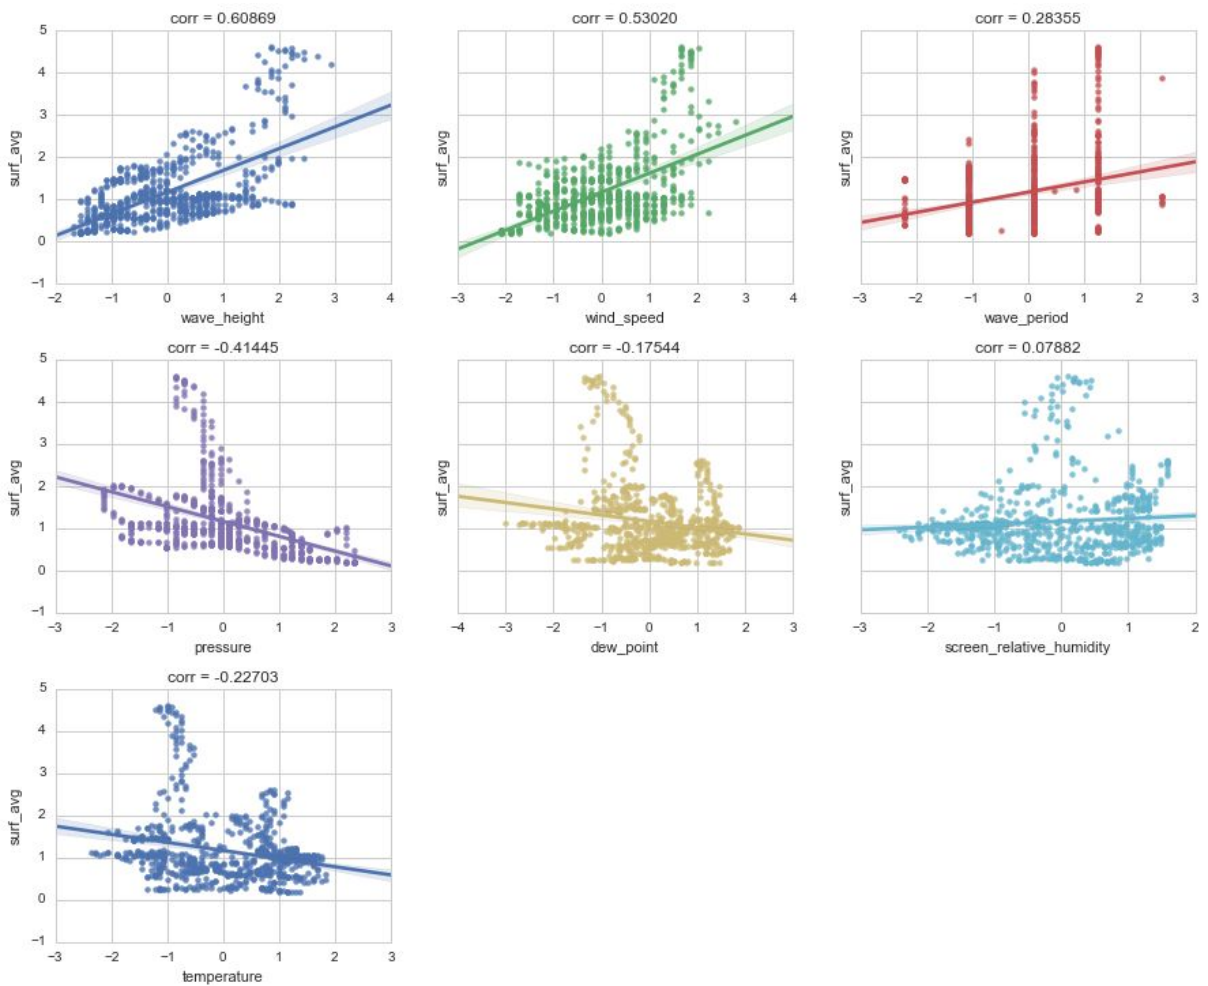 corr = 0.60869
corr = 0.53020
corr = 0.28355
5
4
3
2
1
0
−1
surf_avg
surf_avg
surf_avg
−2 −1 0 1 2 3 4
−3 −2 −1 0 1 2 3 4
−3 −2 −1 0 1 2 3
wave_height
wind_speed
wave_period
corr = -0.41445
corr = -0.17544
corr = 0.07882
5
4
3
2
1
0
−1
surf_avg
surf_avg
surf_avg
−3 −2 −1 0 1 2 3
−4 −3 −2 −1 0 1 2 3
−3 −2 −1 0 1 2
pressure
dew_point
screen_relative_humidity
corr = -0.22703
5
4
3
2
1
0
−1
surf_avg
−3 −2 −1 0 1 2 3
temperature